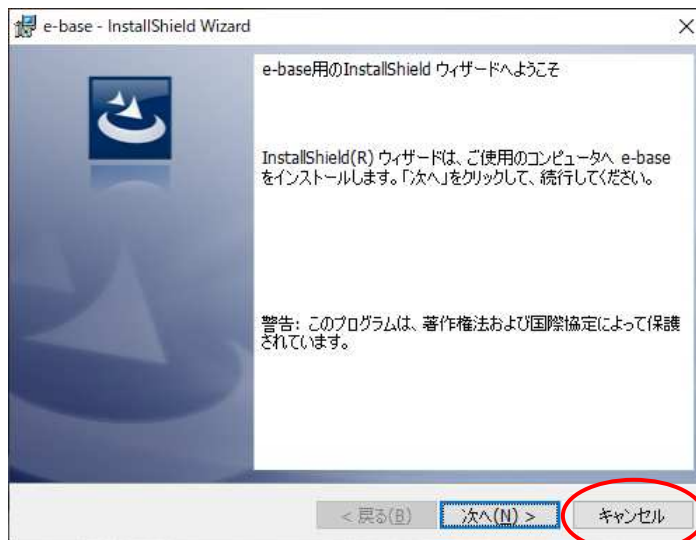 e-base - InstallShield Wizard
e-base用のInstallShield ウィザードへようこそ
InstallShield(R) ウィザードは、ご使用のコンピュータへ e-base
をインストールします。「次へ」をクリックして、続行してください。
警告: このプログラムは、著作権法および国際協定によって保護
されています。
< 戻る(B) 次へ(N) > キャンセル